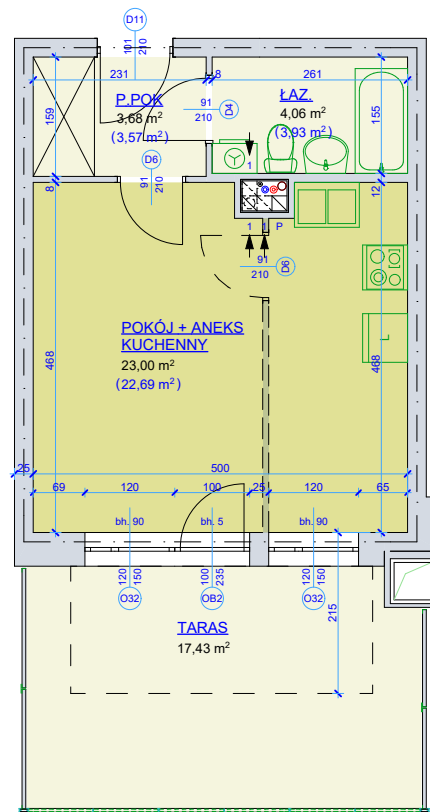 D11
101
210
231
8
261
P.POK
3,68 m²
(3,57 m²)
ŁAZ.
4,06 m²
(3,93 m²)
159
155
91
210
D4
D6
91
210
1
8
12
1
1
P
91
210
D6
POKÓJ + ANEKS
KUCHENNY
23,00 m²
(22,69 m²)
468
468
L
25
500
69
120
100
25
120
65
bh. 90
bh. 5
bh. 90
120
150
100
235
120
150
O32
OB2
O32
215
TARAS
17,43 m²